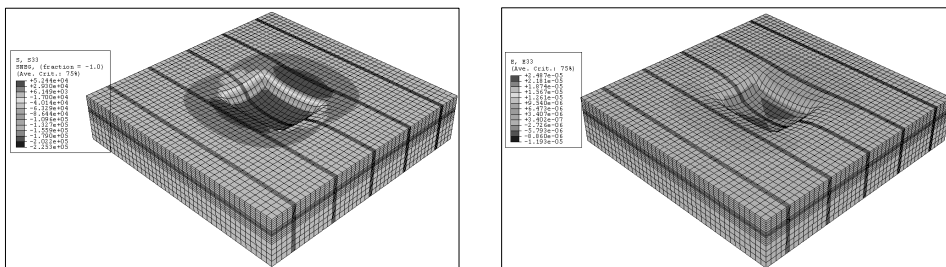 S, S33
SNEG, (fraction = -1.0)
(Ave. Crit.: 75%)
+5.244e+04
+2.930e+04
+6.149e+03
-1.700e+04
-4.014e+04
-6.329e+04
-8.644e+04
-1.096e+05
-1.327e+05
-1.559e+05
-1.790e+05
-2.022e+05
-2.253e+05
E, E33
(Ave. Crit.: 75%)
+2.487e-05
+2.181e-05
+1.874e-05
+1.567e-05
+1.261e-05
+9.540e-06
+6.473e-06
+3.407e-06
+3.402e-07
-2.726e-06
-5.793e-06
-8.860e-06
-1.193e-05